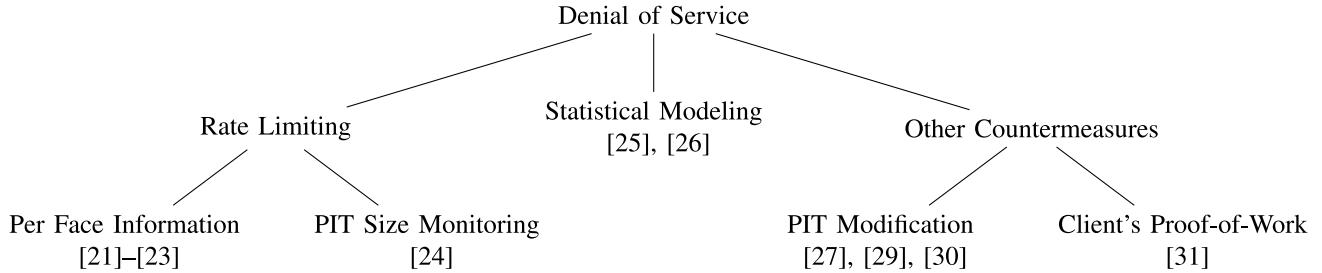 Denial of Service
Rate Limiting
Statistical Modeling
[25], [26]
Other Countermeasures
Per Face Information
[21]–[23]
PIT Size Monitoring
[24]
PIT Modification
[27], [29], [30]
Client's Proof-of-Work
[31]